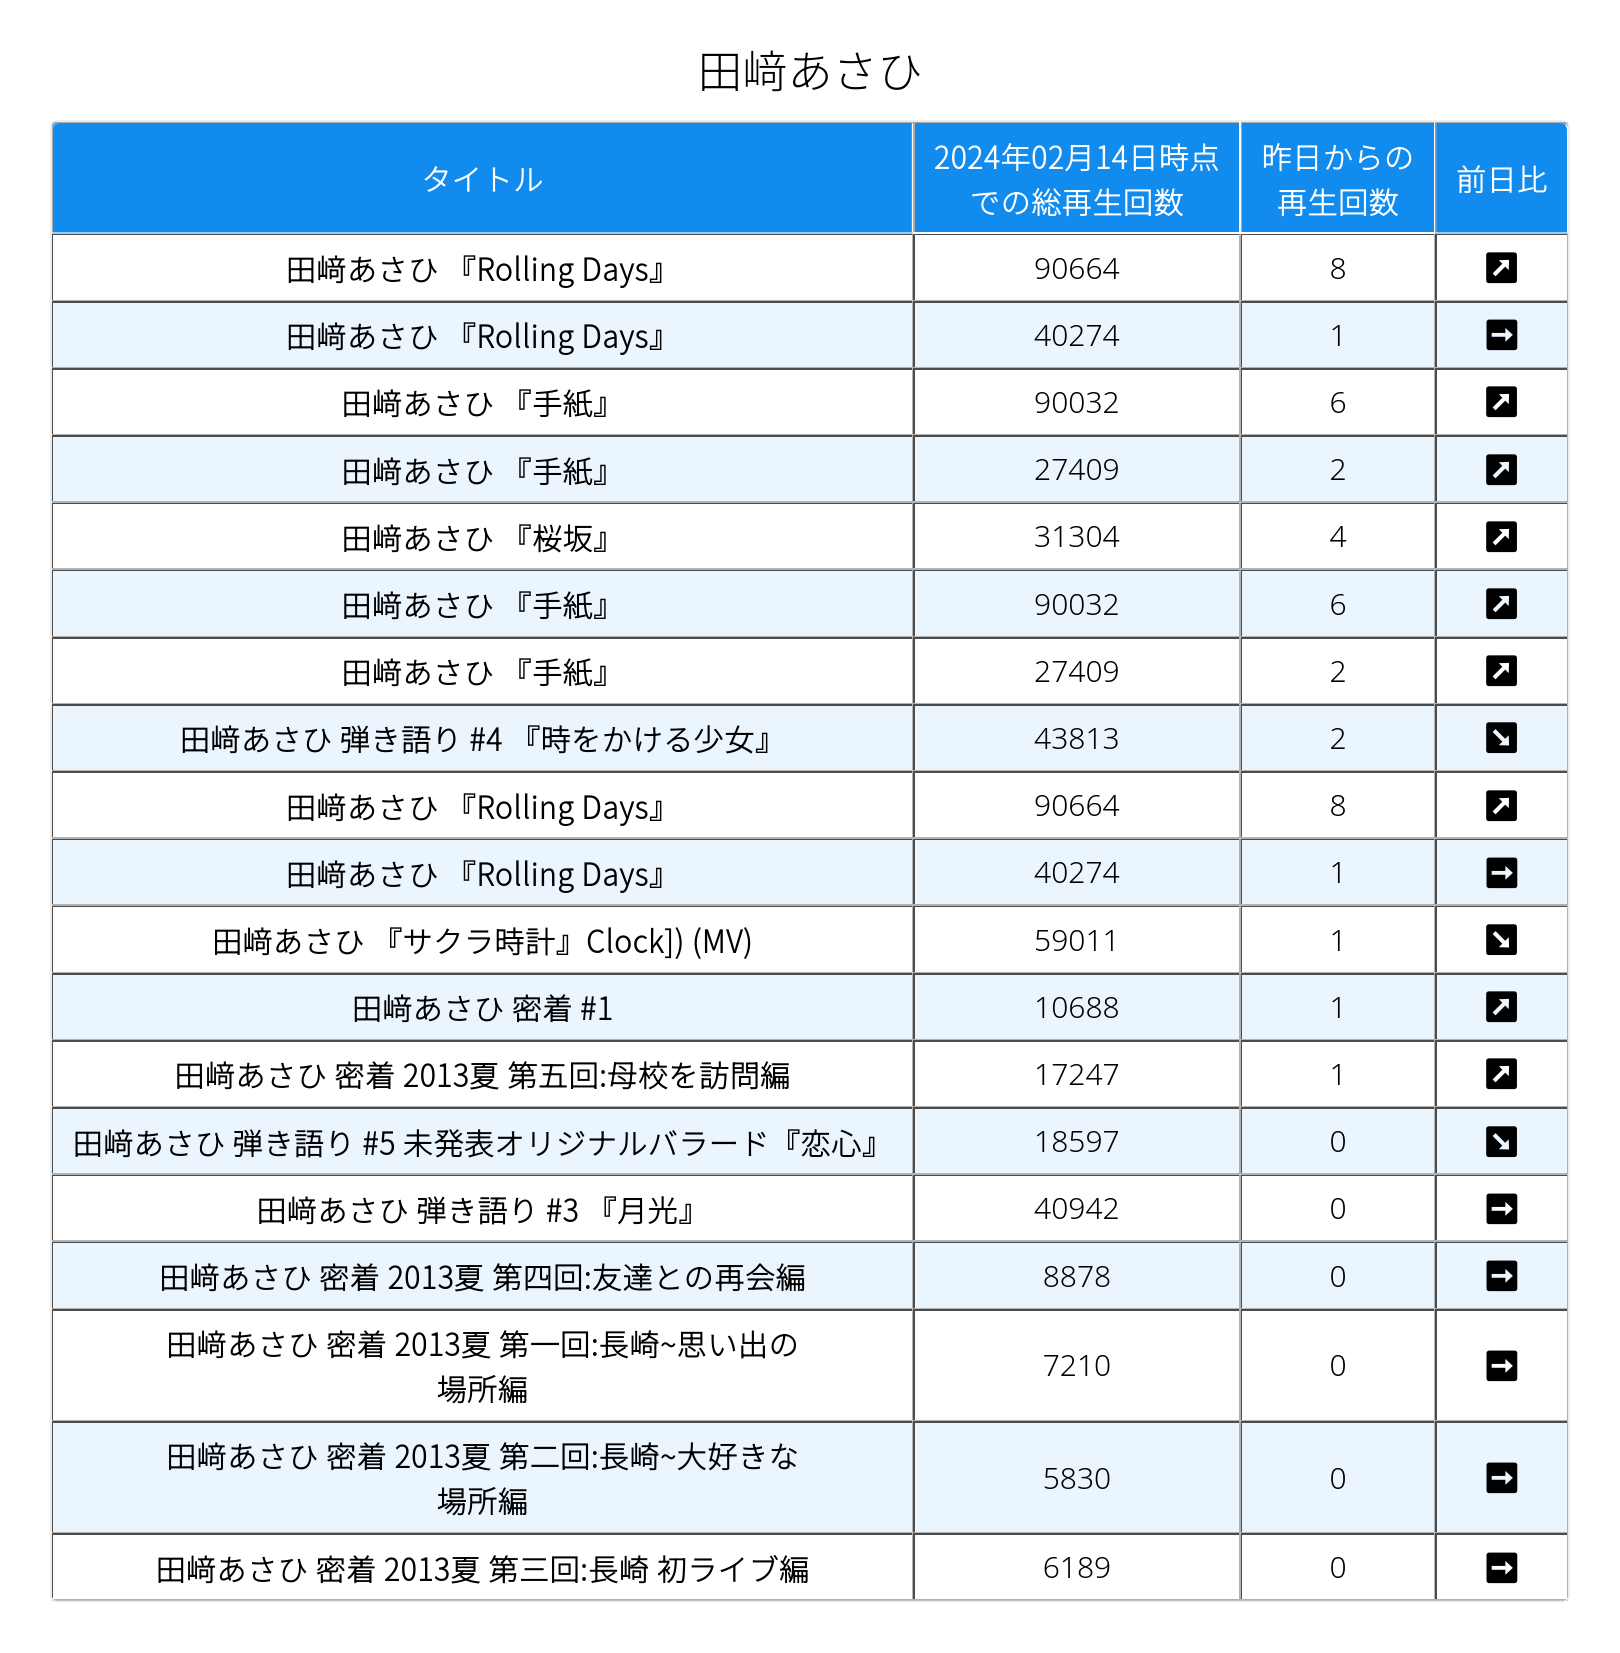 田﨑あさひ
タイトル 2024年02月14日時点 での総再生回数 昨日からの 再生回数 前日比
田﨑あさひ 『Rolling Days』 90664 8
田﨑あさひ 『Rolling Days』 40274 1
田﨑あさひ 『手紙』 90032 6
田﨑あさひ 『手紙』 27409 2
田﨑あさひ 『桜坂』 31304 4
田﨑あさひ 『手紙』 90032 6
田﨑あさひ 『手紙』 27409 2
田﨑あさひ 弾き語り #4 『時をかける少女』 43813 2
田﨑あさひ 『Rolling Days』 90664 8
田﨑あさひ 『Rolling Days』 40274 1
田﨑あさひ 『サクラ時計』Clock]) (MV) 59011 1
田﨑あさひ 密着 #1 10688 1
田﨑あさひ 密着 2013夏 第五回:母校を訪問編 17247 1
田﨑あさひ 弾き語り #5 未発表オリジナルバラード『恋心』 18597 0
田﨑あさひ 弾き語り #3 『月光』 40942 0
田﨑あさひ 密着 2013夏 第四回:友達との再会編 8878 0
田﨑あさひ 密着 2013夏 第一回:長崎~思い出の
場所編 7210 0
田﨑あさひ 密着 2013夏 第二回:長崎~大好きな
場所編 5830 0
田﨑あさひ 密着 2013夏 第三回:長崎 初ライブ編 6189 0